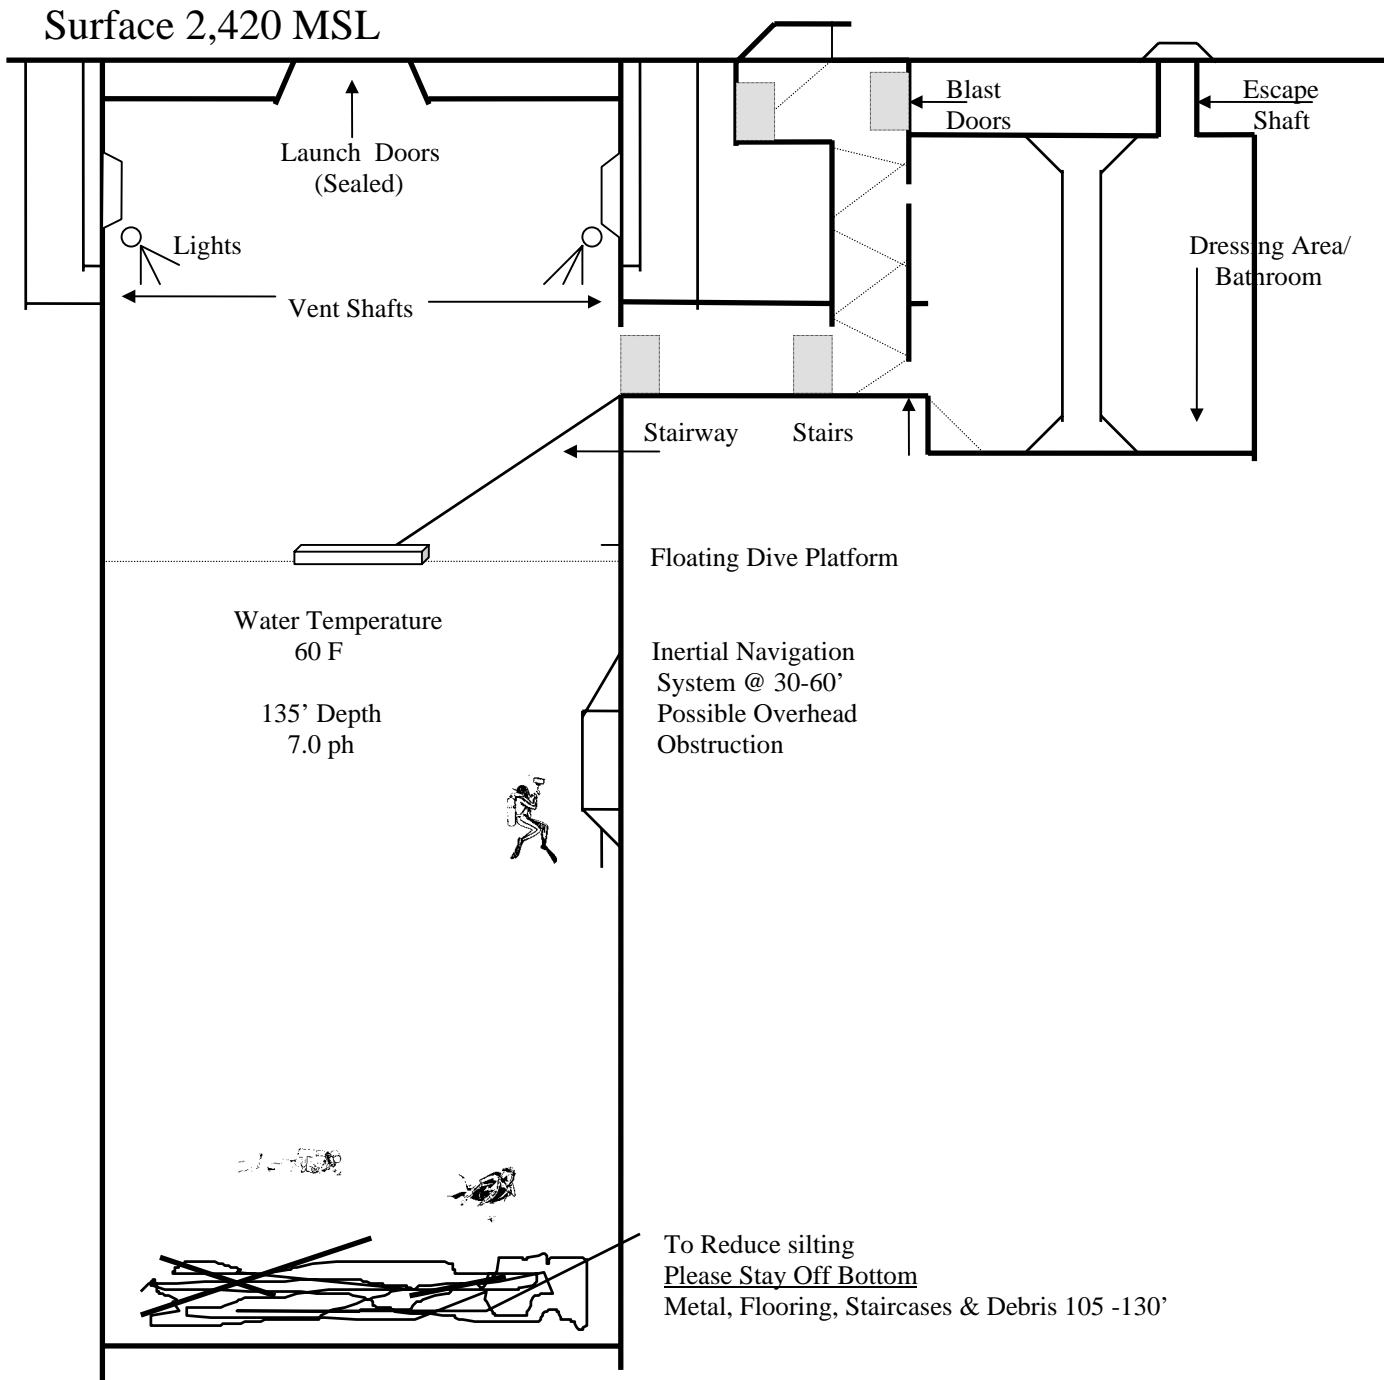 Surface 2,420 MSL
Blast
Doors
Escape
Shaft
Launch Doors
(Sealed)
Lights
Dressing Area/
Bathroom
Vent Shafts
Stairway
Stairs
Floating Dive Platform
Water Temperature
60 F
Inertial Navigation
System @ 30-60’
Possible Overhead
Obstruction
135’ Depth
7.0 ph
To Reduce silting
Please Stay Off Bottom
Metal, Flooring, Staircases & Debris 105 -130’